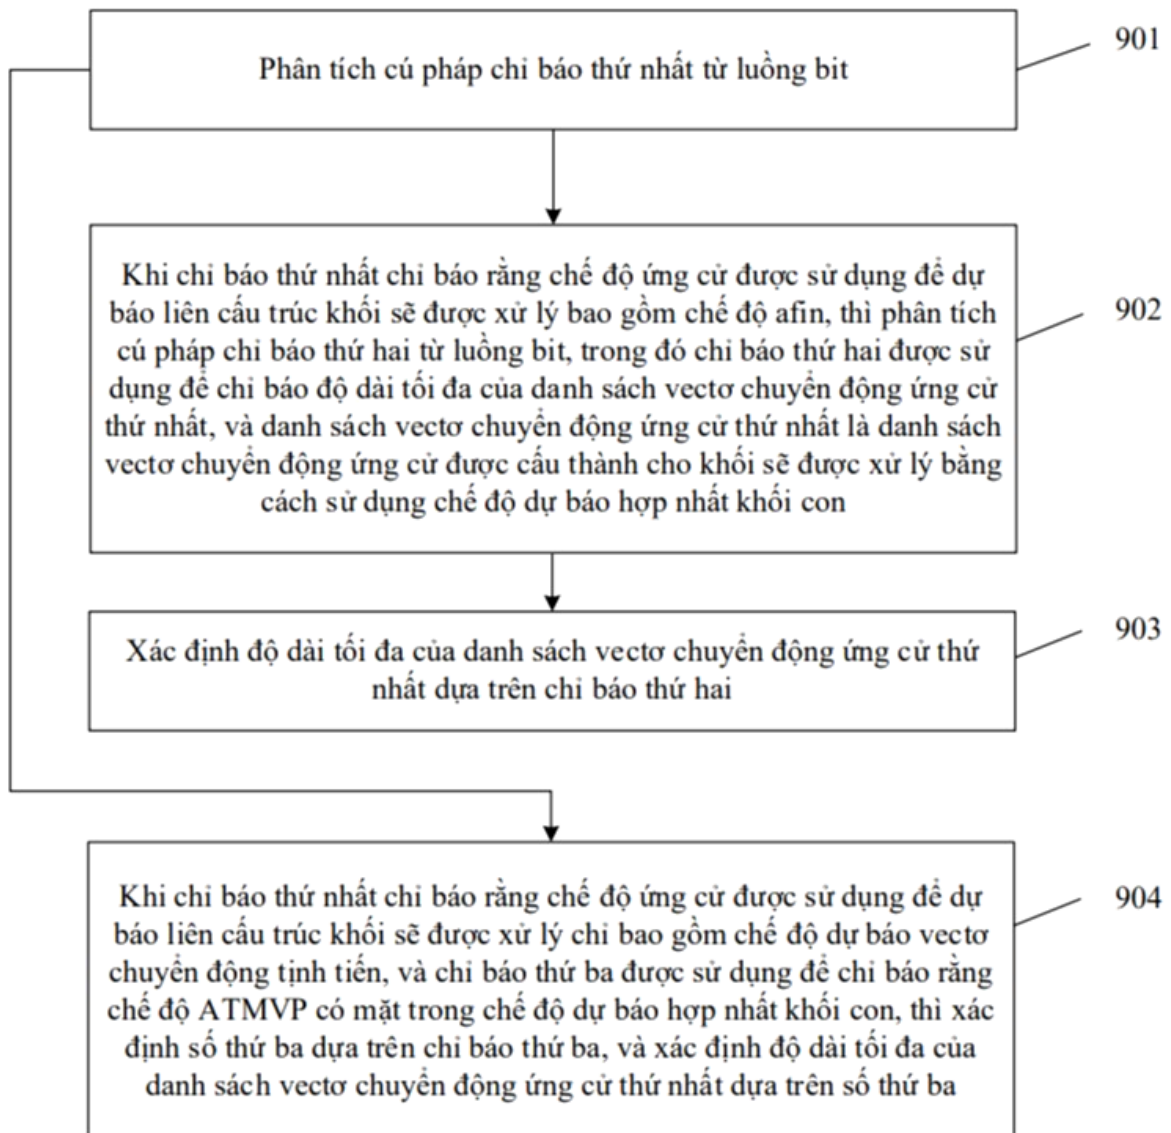 Phân tích cú pháp chỉ báo thứ nhất từ luồng bit
901
Khi chỉ báo thứ nhất chỉ báo rằng chế độ ứng cử được sử dụng để dự
báo liên cấu trúc khối sẽ được xử lý bao gồm chế độ afin, thì phân tích
cú pháp chỉ báo thứ hai từ luồng bit, trong đó chỉ báo thứ hai được sử
dụng để chỉ báo độ dài tối đa của danh sách vectơ chuyển động ứng cử
thứ nhất, và danh sách vectơ chuyển động ứng cử thứ nhất là danh sách
vectơ chuyển động ứng cử được cấu thành cho khối sẽ được xử lý bằng
cách sử dụng chế độ dự báo hợp nhất khối con
902
Xác định độ dài tối đa của danh sách vectơ chuyển động ứng cử thứ
nhất dựa trên chỉ báo thứ hai
903
Khi chỉ báo thứ nhất chỉ báo rằng chế độ ứng cử được sử dụng để dự
báo liên cấu trúc khối sẽ được xử lý chỉ bao gồm chế độ dự báo vectơ
chuyển động tịnh tiến, và chỉ báo thứ ba được sử dụng để chỉ báo rằng
chế độ ATMVP có mặt trong chế độ dự báo hợp nhất khối con, thì xác
định số thứ ba dựa trên chỉ báo thứ ba, và xác định độ dài tối đa của
danh sách vectơ chuyển động ứng cử thứ nhất dựa trên số thứ ba
904